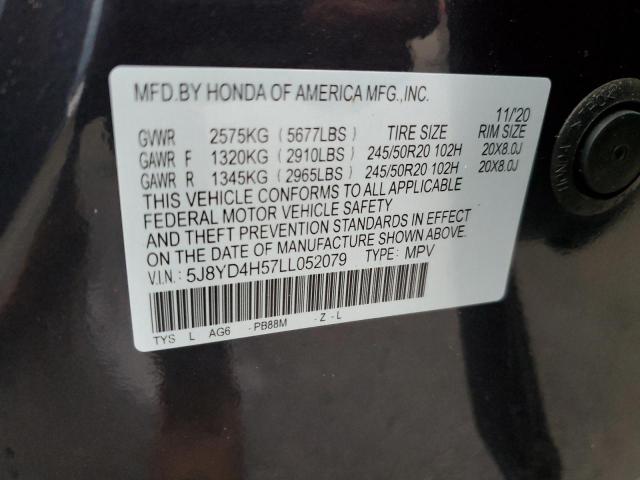 MFD.BY HONDA OF AMERICA MFG.,INC.
11/'20
GVWR 2575KG (5677LBS) TIRE SIZE RIM SIZE
GAWR F 1320KG (2910LBS) 245/50R20 102H 20X8.0J
GAWR R 1345KG (2965LBS) 245/50R20 102H 20X8.0J
THIS VEHICLE CONFORMS TO ALL APPLICABLE
FEDERAL MOTOR VEHICLE SAFETY
AND THEFT PREVENTION STANDARDS IN EFFECT
ON THE DATE OF MANUFACTURE SHOWN ABOVE.
V.I.N.: 5J8YD4H57LL052079 TYPE: MPV
TYS L AG6 -PB88M -Z-L